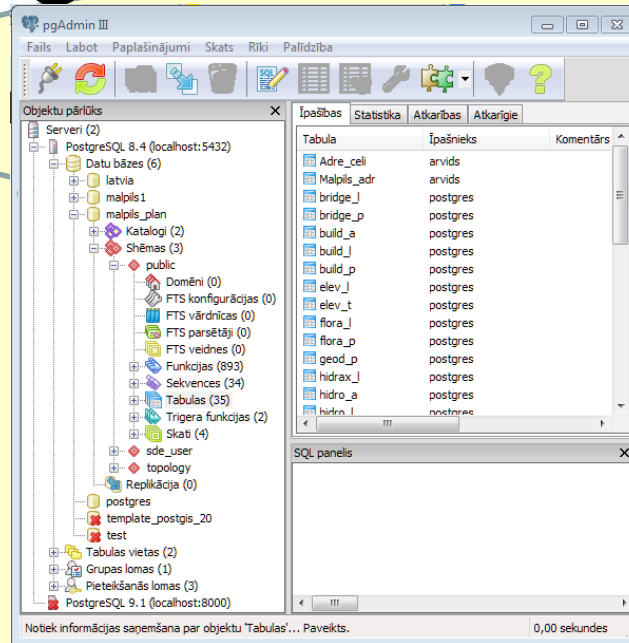 pgAdmin III
Fails Labot Paplašinājumi Skats Rīki Palīdzība
Objektu pārlūks
Serveri (2)
PostgreSQL 8.4 (localhost:5432)
Datu bāzes (6)
latvia
malpils1
malpils_plan
Katalogi (2)
Shēmas (3)
public
Domēni (0)
FTS konfigurācijas (0)
FTS vārdnīcas (0)
FTS parsētāji (0)
FTS veidnes (0)
Funkcijas (893)
Sekvences (34)
Tabulas (35)
Trigera funkcijas (2)
Skati (4)
sde_user
topology
Replikācija (0)
postgres
template_postgis_20
test
Tabulas vietas (2)
Grupas lomas (1)
Pieteikšanās lomas (3)
PostgreSQL 9.1 (localhost:8000)
Īpašības Statistika Atkarības Atkarīgie
Tabula Īpašnieks Komentārs
Adre_celi arvids
Malpils_adr arvids
bridge_l postgres
bridge_p postgres
build_a postgres
build_l postgres
build_p postgres
elev_l postgres
elev_t postgres
flora_l postgres
flora_p postgres
geod_p postgres
hidrax_l postgres
hidro_a postgres
hidro_l postgres
SQL panelis
Notiek informācijas saņemšana par objektu 'Tabulas'... Paveikts. 0,00 sekundes